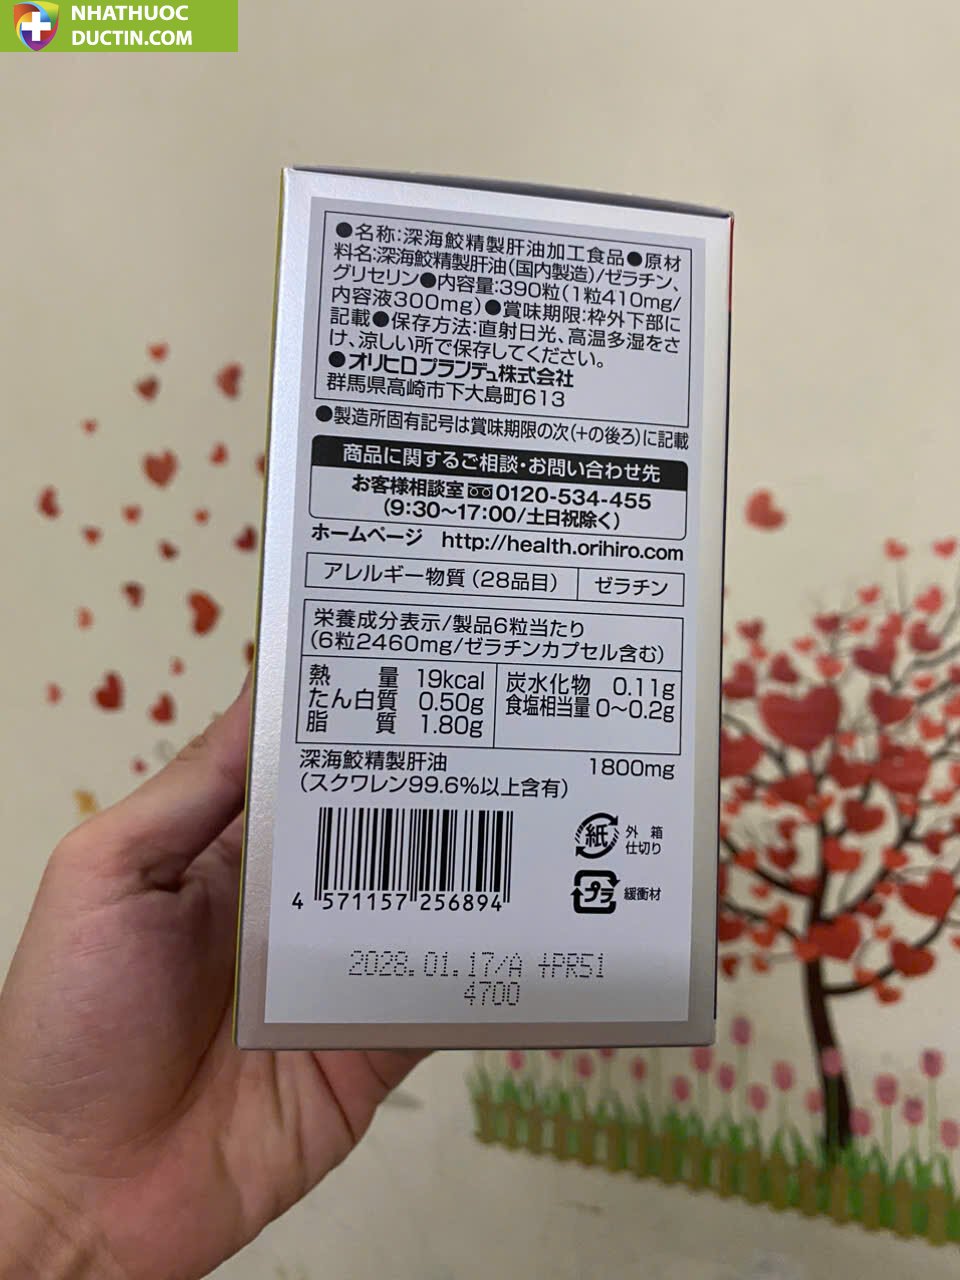 NHATHUOC
DUCTIN.COM
●名称:深海鮫精製肝油加工食品●原材
料名:深海鮫精製肝油(国内製造)/ゼラチン、
グリセリン●内容量:390粒(1粒410mg/
内容液300mg)●賞味期限:枠外下部に
記載●保存方法:直射日光、高温多湿をさ
け、涼しい所で保存してください。
●オリヒロプランデュ株式会社
群馬県高崎市下大島町613
●製造所固有記号は賞味期限の次(+の後ろ)に記載
商品に関するご相談・お問い合わせ先
お客様相談室 0120-534-455
(9:30〜17:00/土日祝除く)
ホームページ http://health.orihiro.com
アレルギー物質(28品目) ゼラチン
栄養成分表示/製品6粒当たり
(6粒2460mg/ゼラチンカプセル含む)
熱量 19kcal 炭水化物 0.11g
たん白質 0.50g 食塩相当量 0〜0.2g
脂質 1.80g
深海鮫精製肝油 1800mg
(スクワレン99.6%以上含有)
紙 外箱
仕切り
プラ 緩衝材
4 571157 256894
2028.01.17/A +PR51
4700